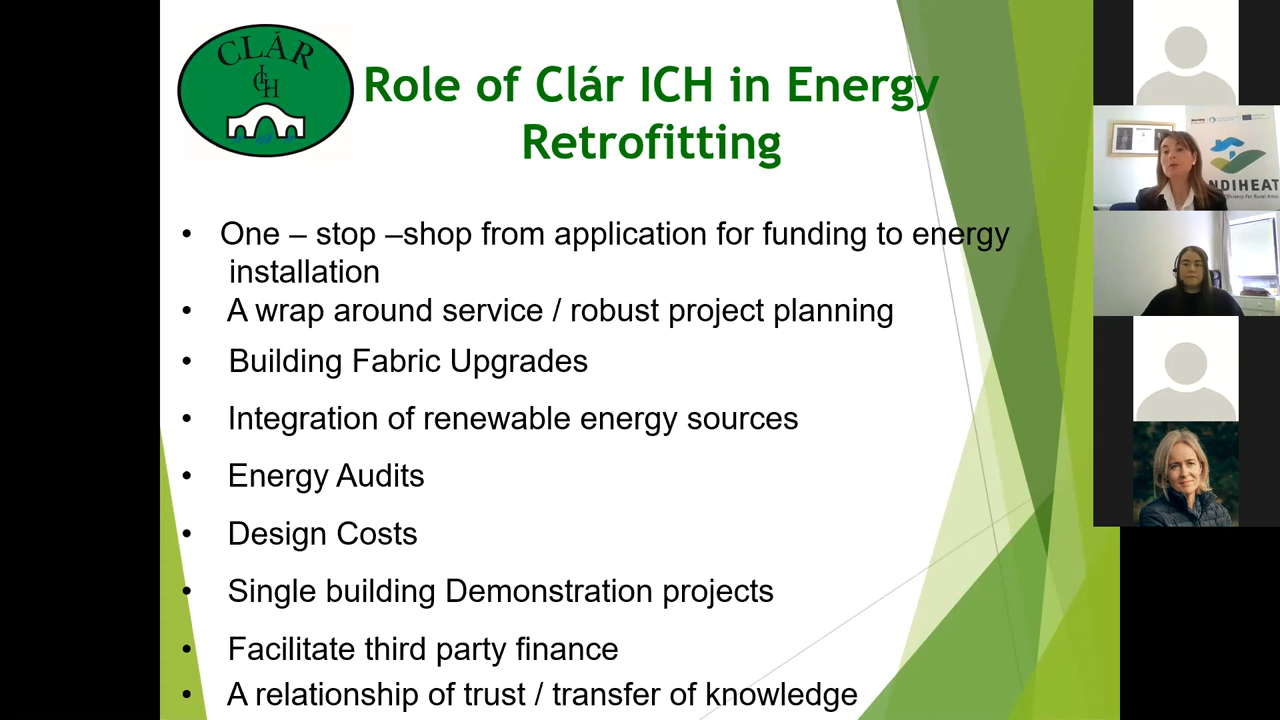 CLÁR
ICH
Role of Clár ICH in Energy
Retrofitting
• One – stop –shop from application for funding to energy
installation
• A wrap around service / robust project planning
• Building Fabric Upgrades
• Integration of renewable energy sources
• Energy Audits
• Design Costs
• Single building Demonstration projects
• Facilitate third party finance
• A relationship of trust / transfer of knowledge
NDIHEAT